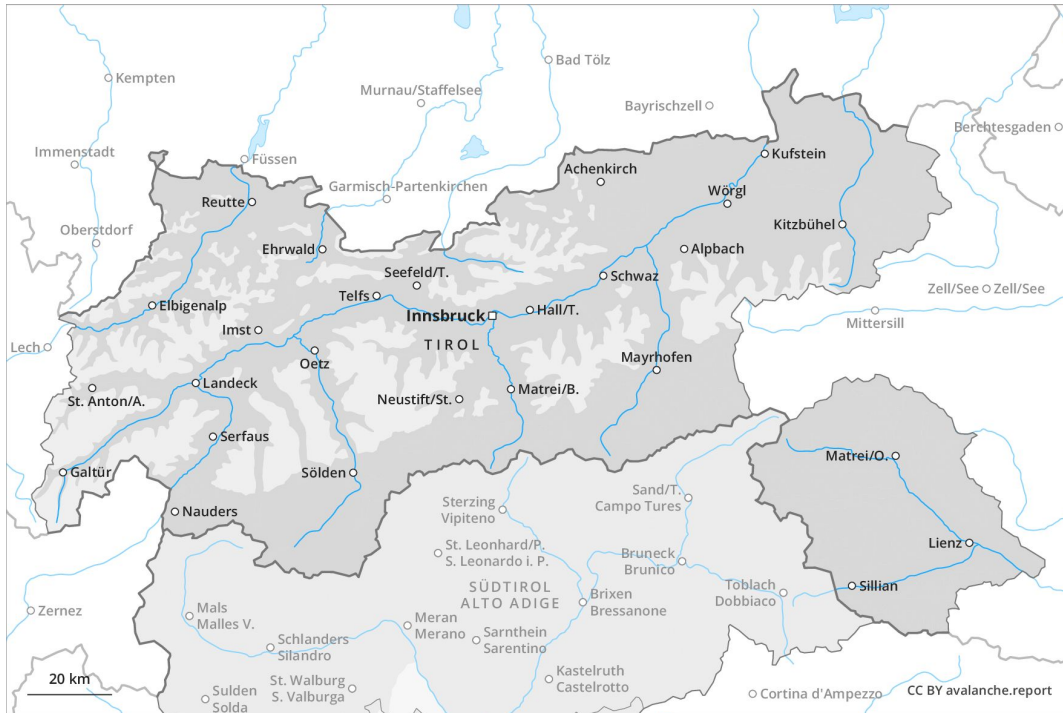 Kempten
Bad Tölz
Murnau/Staffelsee
Bayrischzell
Berchtesgaden
Immenstadt
Füssen
Kufstein
Achenkirch
Garmisch-Partenkirchen
Wörgl
Reutte
Kitzbühel
Oberstdorf
Ehrwald
Alpbach
Seefeld/T.
Schwaz
Zell/See
Zell/See
Telfs
Elbigenalp
Innsbruck
Hall/T.
Mittersill
Imst
Lech
TIROL
Oetz
Mayrhofen
Landeck
Matrei/B.
St. Anton/A.
Neustift/St.
Serfaus
Matrei/O.
Galtür
Sölden
Sand/T.
Campo Tures
Sterzing
Vipiteno
Nauders
Lienz
St. Leonhard/P.
S. Leonardo i. P.
Bruneck
Brunico
SÜDTIROL
ALTO ADIGE
Sillian
Toblach
Dobbiaco
Brixen
Bressanone
Zernez
Mals
Malles V.
Meran
Merano
Sarnthein
Sarentino
Schlanders
Silandro
Kastelruth
Castelrotto
20 km
St. Walburg
S. Valburga
Sulden
Solda
Cortina d'Ampezzo
CC BY avalanche.report